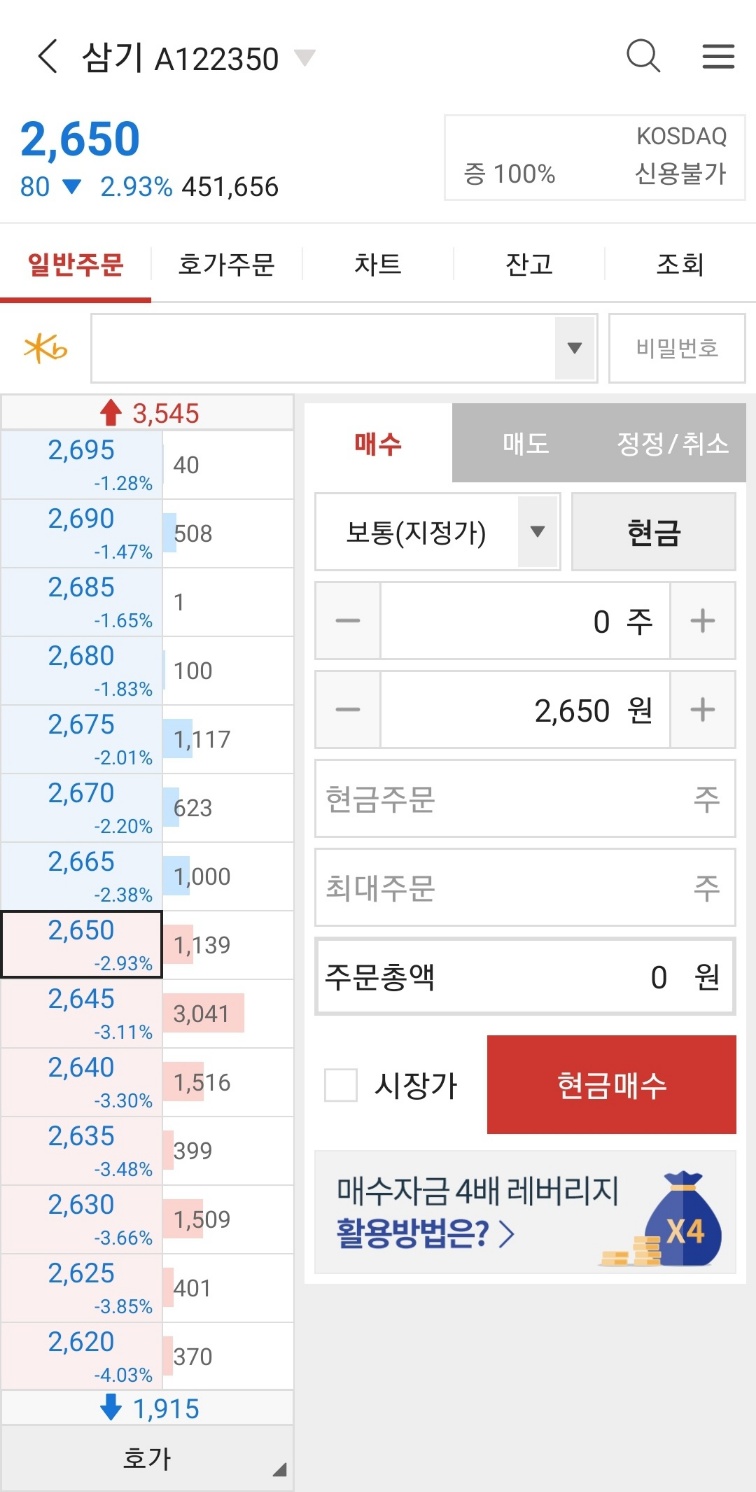 삼기 A122350
2,650
80 ▼ 2.93% 451,656
KOSDAQ
증 100% 신용불가
일반주문 호가주문 차트 잔고 조회
비밀번호
3,545
2,695
-1.28%
40
2,690
-1.47%
508
2,685
-1.65%
1
2,680
-1.83%
100
2,675
-2.01%
1,117
2,670
-2.20%
623
2,665
-2.38%
1,000
2,650
-2.93%
1,139
2,645
-3.11%
3,041
2,640
-3.30%
1,516
2,635
-3.48%
399
2,630
-3.66%
1,509
2,625
-3.85%
401
2,620
-4.03%
370
1,915
호가
매수 매도 정정/취소
보통(지정가) 현금
0 주
2,650 원
현금주문 주
최대주문 주
주문총액 0 원
시장가 현금매수
매수자금 4배 레버리지
활용방법은? >
X4